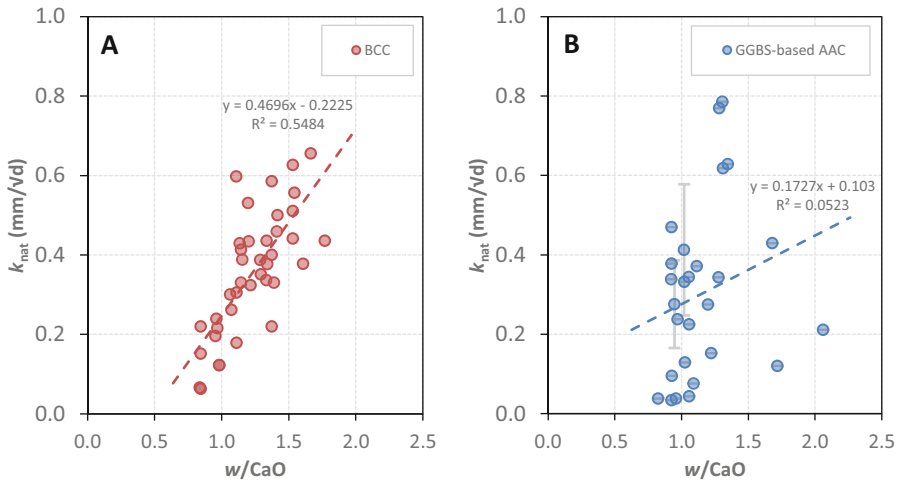 A
BCC
y = 0.4696x - 0.2225
R² = 0.5484
1.0
0.8
0.6
0.4
0.2
0.0
k_nat (mm/√d)
0.0 0.5 1.0 1.5 2.0 2.5
w/CaO
B
GGBS-based AAC
y = 0.1727x + 0.103
R² = 0.0523
1.0
0.8
0.6
0.4
0.2
0.0
k_nat (mm/√d)
0.0 0.5 1.0 1.5 2.0 2.5
w/CaO